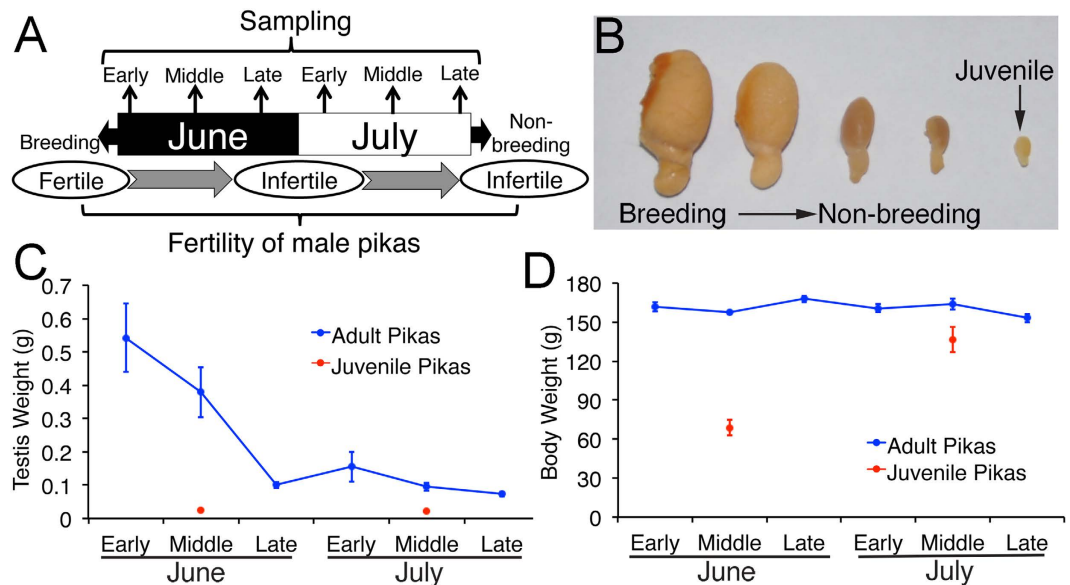 A
Sampling
Early Middle Late Early Middle Late
Breeding
June
July
Non-
breeding
Fertile
Infertile
Infertile
Fertility of male pikas
B
Juvenile
Breeding
Non-breeding
C
Testis Weight (g)
0.7
0.6
0.5
0.4
0.3
0.2
0.1
0
Adult Pikas
Juvenile Pikas
Early Middle Late Early Middle Late
June July
D
Body Weight (g)
180
150
120
90
60
30
0
Adult Pikas
Juvenile Pikas
Early Middle Late Early Middle Late
June July